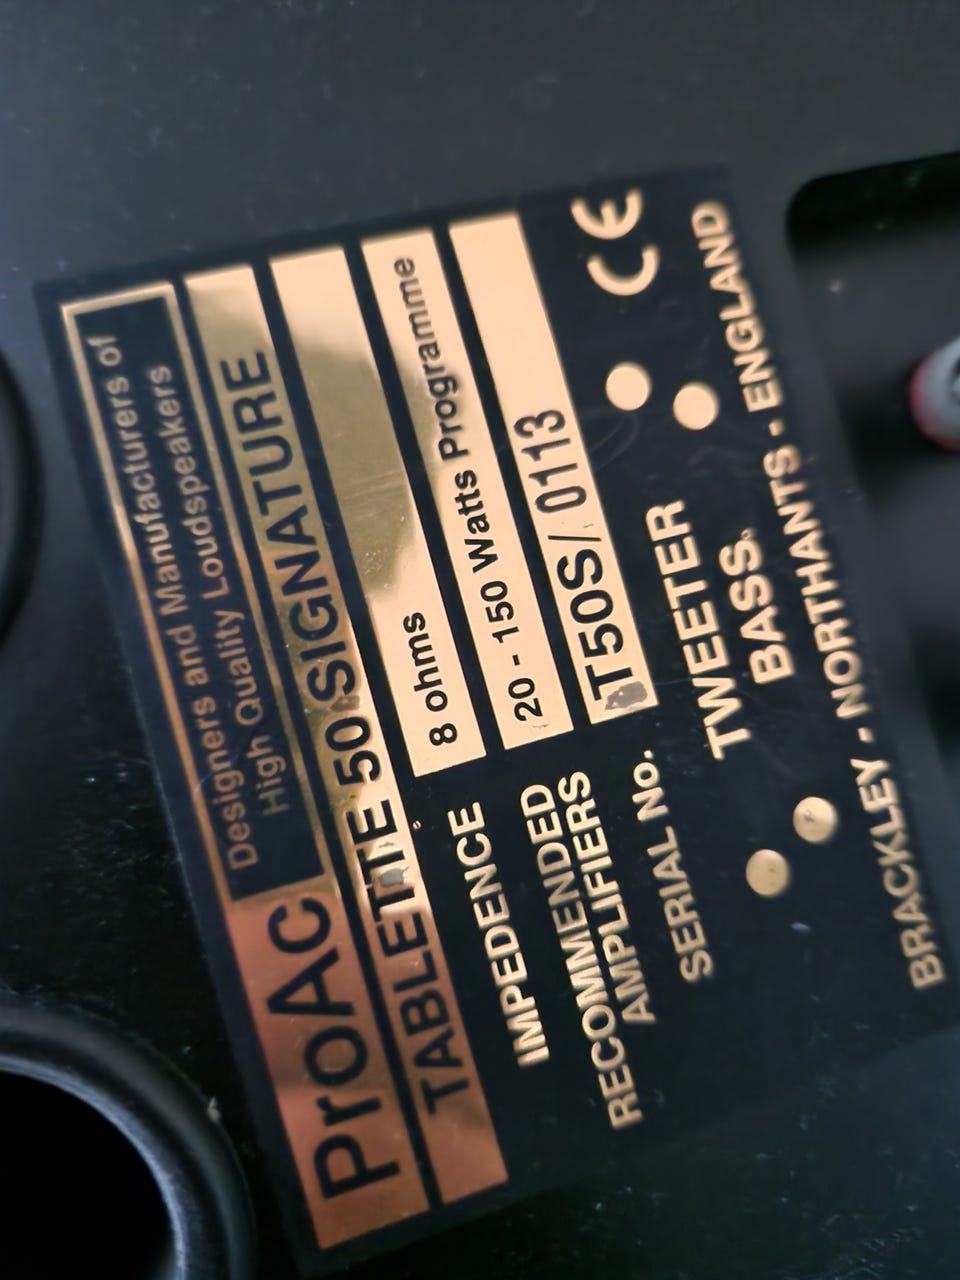 ProAC
Designers and Manufacturers of
High Quality Loudspeakers
TABLETTE 50 SIGNATURE
IMPEDENCE 8 ohms
RECOMMENDED
AMPLIFIERS 20 - 150 Watts Programme
SERIAL No. T50S/ 0113
TWEETER
BASS.
CE
BRACKLEY - NORTHANTS - ENGLAND